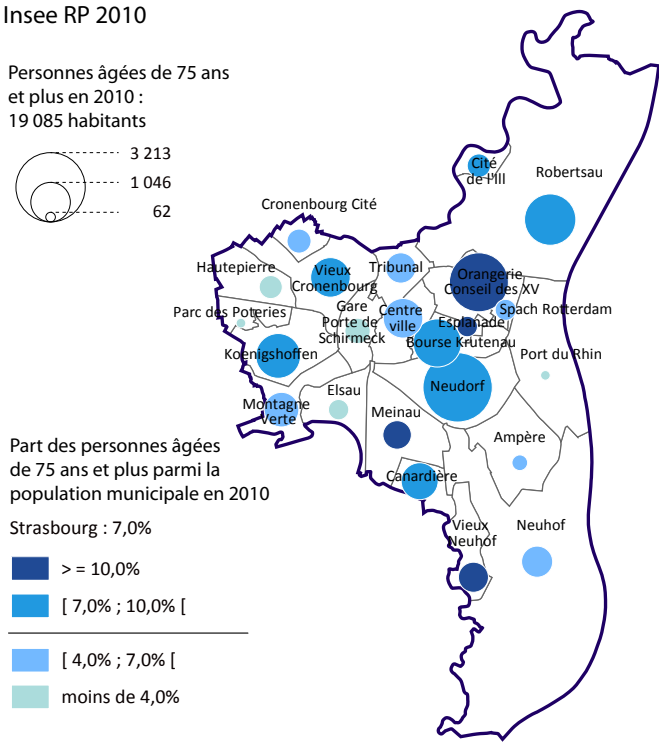 Insee RP 2010
Personnes âgées de 75 ans
et plus en 2010 :
19 085 habitants
3 213
1 046
62
Cité
de l'Ill
Robertsau
Cronenbourg Cité
Hautepierre
Vieux
Cronenbourg
Tribunal
Orangerie
Conseil des XV
Parc des Poteries
Gare
Porte de
Schirmeck
Centre
ville
Esplanade
Spach Rotterdam
Bourse Krutenau
Koenigshoffen
Port du Rhin
Neudorf
Elsau
Montagne
Verte
Meinau
Ampère
Canardière
Vieux
Neuhof
Neuhof
Part des personnes âgées
de 75 ans et plus parmi la
population municipale en 2010
Strasbourg : 7,0%
> = 10,0%
[ 7,0% ; 10,0% [
[ 4,0% ; 7,0% [
moins de 4,0%